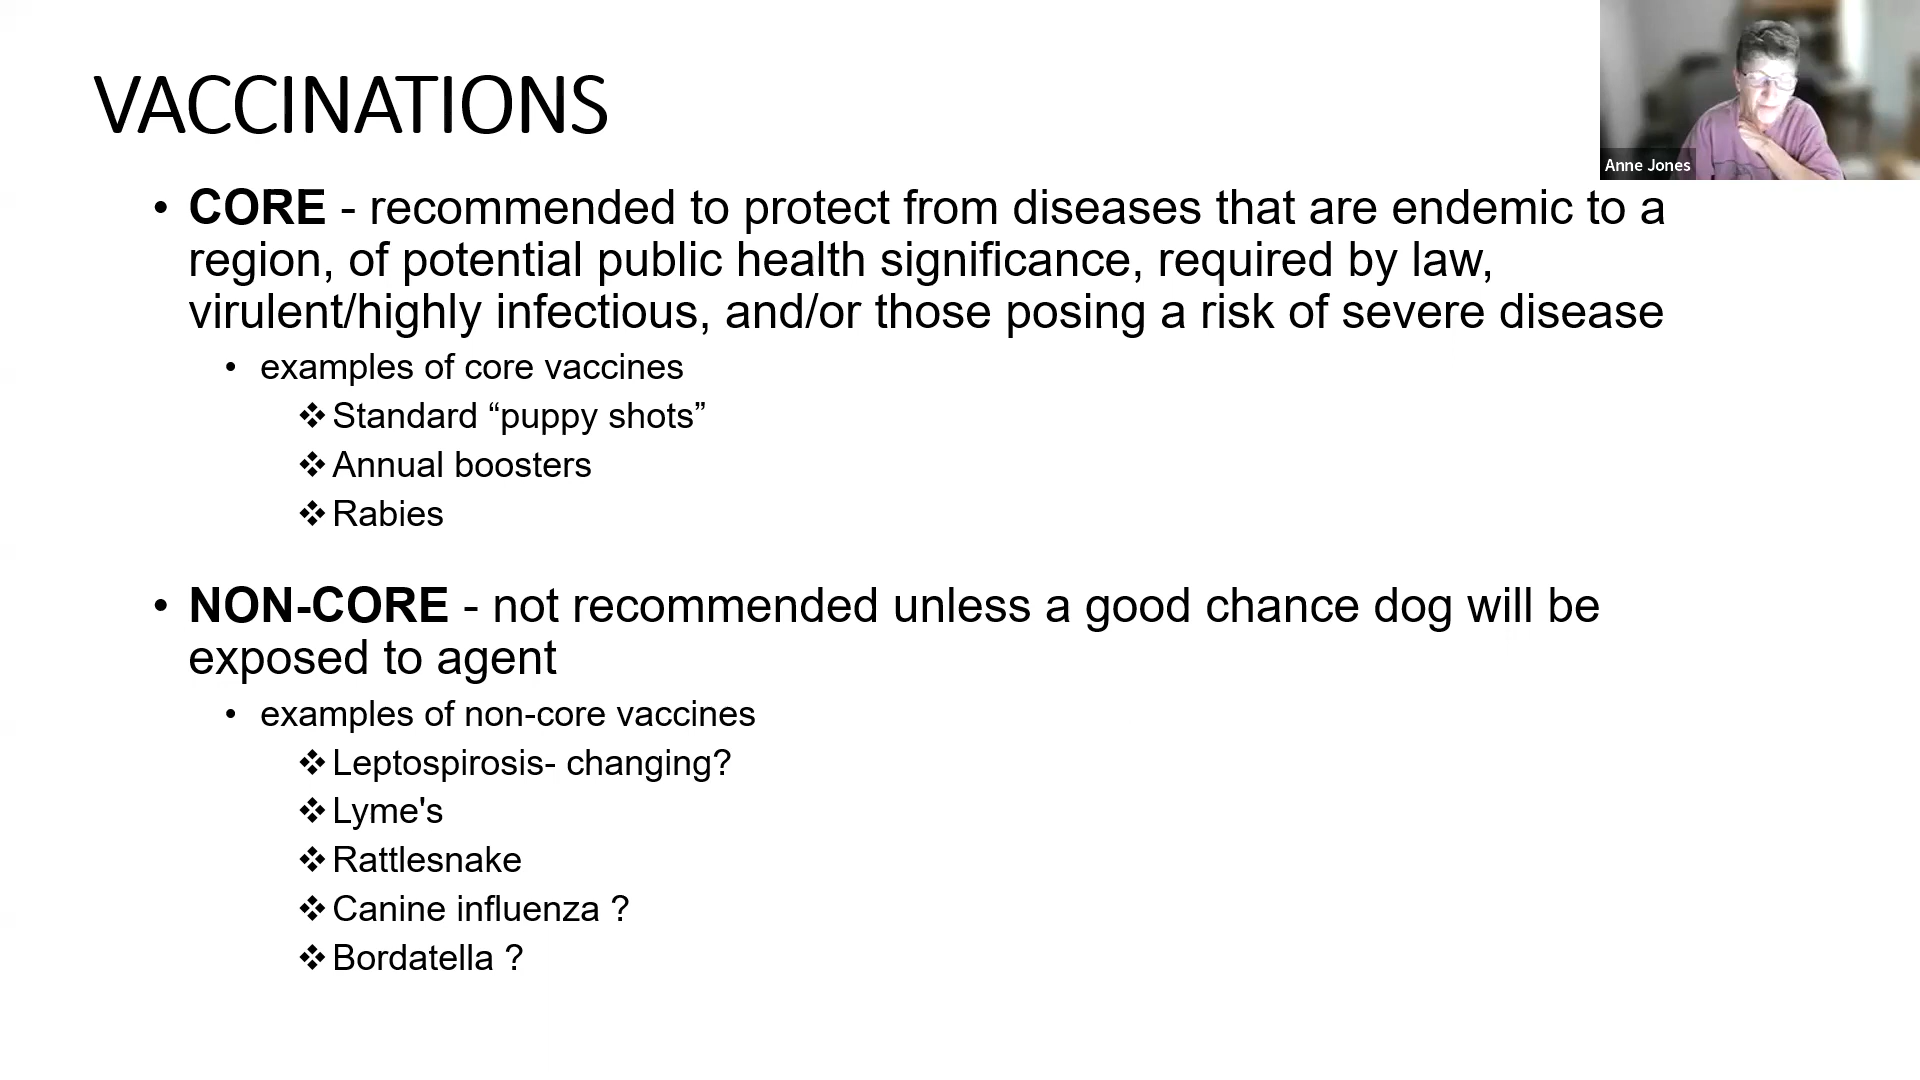 VACCINATIONS
Anne Jones
• CORE - recommended to protect from diseases that are endemic to a
region, of potential public health significance, required by law,
virulent/highly infectious, and/or those posing a risk of severe disease
• examples of core vaccines
❖ Standard “puppy shots”
❖ Annual boosters
❖ Rabies
• NON-CORE - not recommended unless a good chance dog will be
exposed to agent
• examples of non-core vaccines
❖ Leptospirosis- changing?
❖ Lyme's
❖ Rattlesnake
❖ Canine influenza ?
❖ Bordatella ?